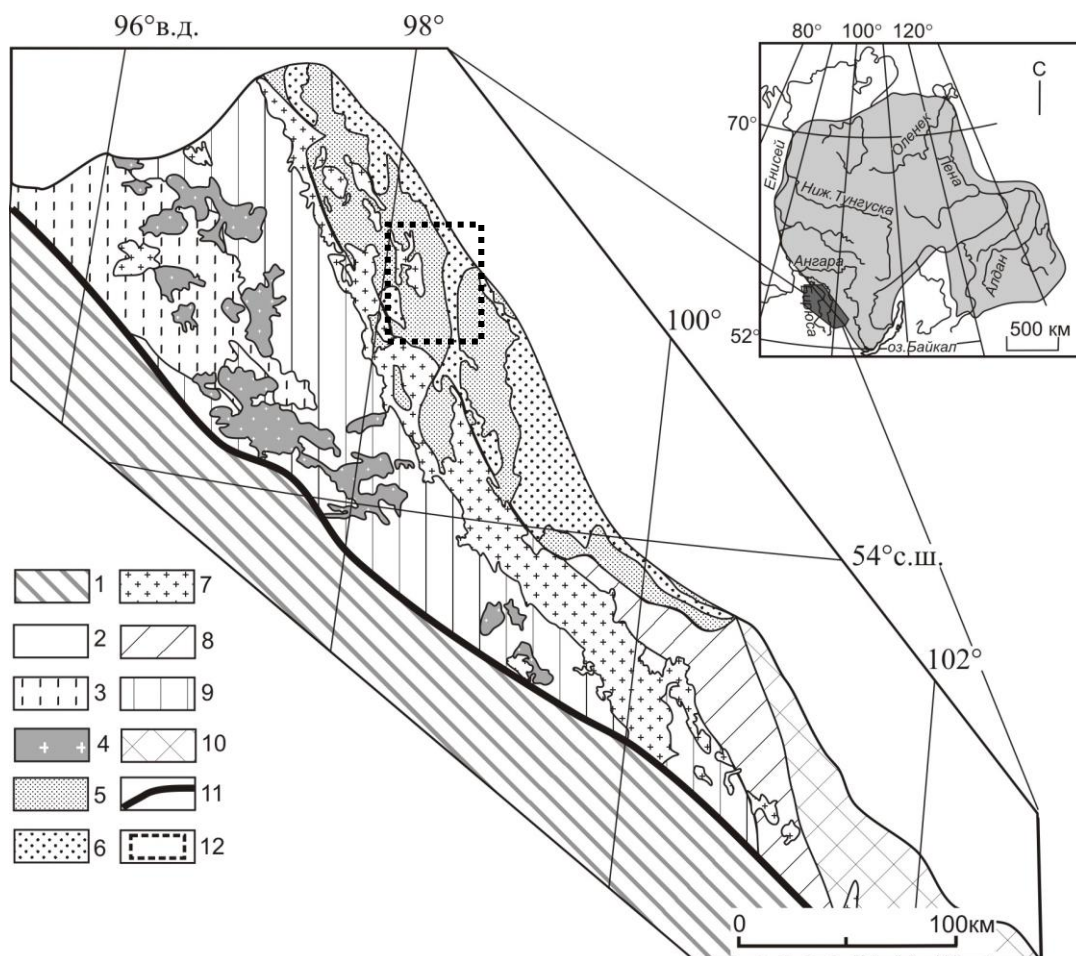 96°в.д.
98°
100°
54°с.ш.
102°
80° 100° 120°
С
70°
52°
Енисей
Оленек
Лена
Ниж.Тунгуска
Ангара
Алдан
оз.Байкал
500 км
1 7
2 8
3 9
4 10
5 11
6 12
0 100км